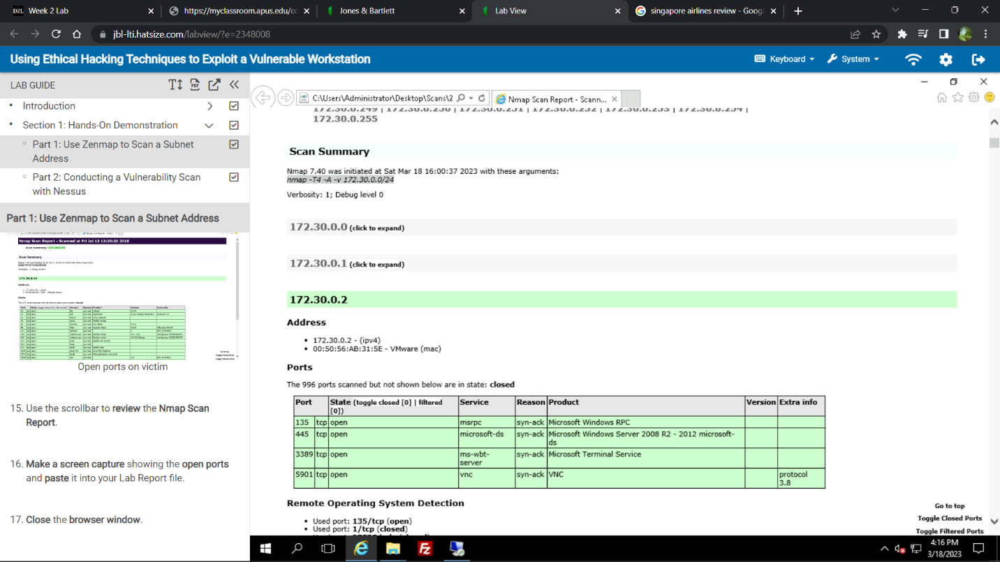 Week 2 Lab
https://myclassroom.apus.edu/co
Jones & Bartlett
Lab View
singapore airlines review - Goog
jbl-lti.hatsize.com/labview/?e=2348008
Using Ethical Hacking Techniques to Exploit a Vulnerable Workstation
Keyboard
System
LAB GUIDE
Introduction
Section 1: Hands-On Demonstration
Part 1: Use Zenmap to Scan a Subnet
Address
Part 2: Conducting a Vulnerability Scan
with Nessus
Part 1: Use Zenmap to Scan a Subnet Address
Nmap Scan Report - Scanned at Fri Jul 13 13:25:20 2018
Scan Summary
Open ports on victim
15. Use the scrollbar to review the Nmap Scan
Report.
16. Make a screen capture showing the open ports
and paste it into your Lab Report file.
17. Close the browser window.
C:\Users\Administrator\Desktop\Scans\2
Nmap Scan Report - Scann...
172.30.0.249 | 172.30.0.250 | 172.30.0.251 | 172.30.0.252 | 172.30.0.253 | 172.30.0.254 |
172.30.0.255
Scan Summary
Nmap 7.40 was initiated at Sat Mar 18 16:00:37 2023 with these arguments:
nmap -T4 -A -v 172.30.0.0/24
Verbosity: 1; Debug level 0
172.30.0.0 (click to expand)
172.30.0.1 (click to expand)
172.30.0.2
Address
• 172.30.0.2 - (ipv4)
• 00:50:56:AB:31:5E - VMware (mac)
Ports
The 996 ports scanned but not shown below are in state: closed
Port State (toggle closed [0] | filtered [0]) Service Reason Product Version Extra info
135 tcp open msrpc syn-ack Microsoft Windows RPC
445 tcp open microsoft-ds syn-ack Microsoft Windows Server 2008 R2 - 2012 microsoft-ds
3389 tcp open ms-wbt-server syn-ack Microsoft Terminal Service
5901 tcp open vnc syn-ack VNC protocol 3.8
Remote Operating System Detection
• Used port: 135/tcp (open)
• Used port: 1/tcp (closed)
Go to top
Toggle Closed Ports
Toggle Filtered Ports
4:16 PM
3/18/2023